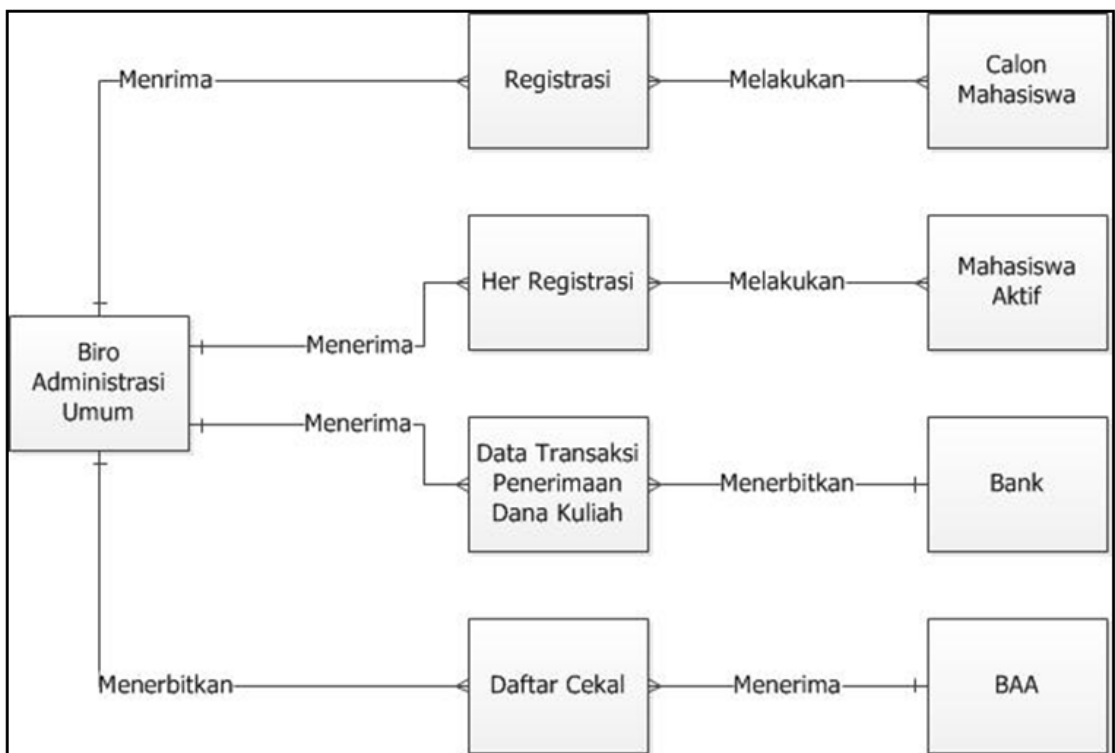 Menrima
Registrasi
Melakukan
Calon
Mahasiswa
Her Registrasi
Melakukan
Mahasiswa
Aktif
Biro
Administrasi
Umum
Menerima
Menerima
Data Transaksi
Penerimaan
Dana Kuliah
Menerbitkan
Bank
Menerbitkan
Daftar Cekal
Menerima
BAA